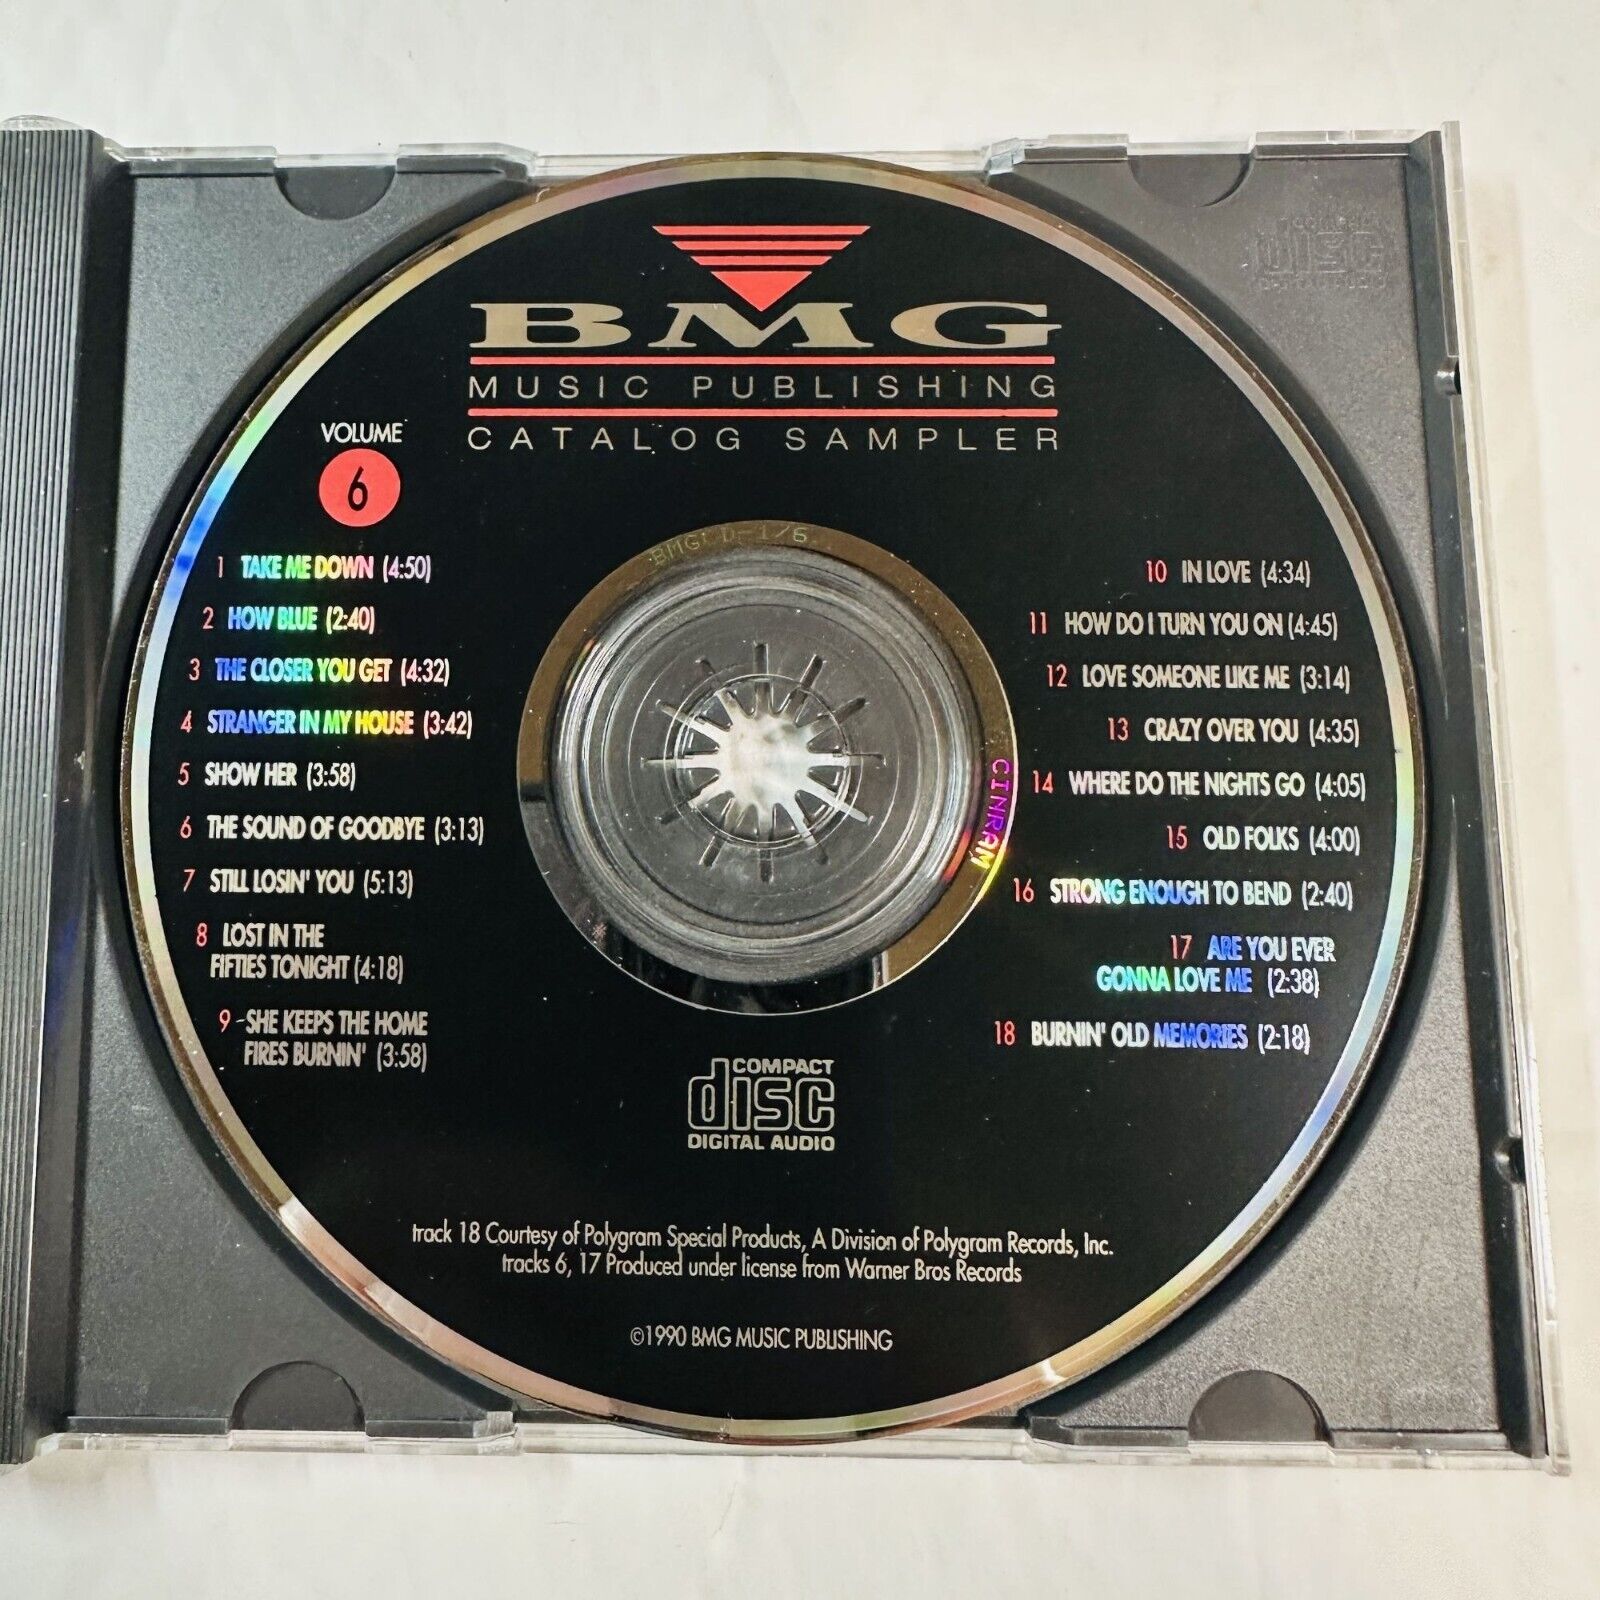 BMG
MUSIC PUBLISHING
CATALOG SAMPLER
VOLUME
6
1 TAKE ME DOWN (4:50)
2 HOW BLUE (2:40)
3 THE CLOSER YOU GET (4:32)
4 STRANGER IN MY HOUSE (3:42)
5 SHOW HER (3:58)
6 THE SOUND OF GOODBYE (3:13)
7 STILL LOSIN' YOU (5:13)
8 LOST IN THE
FIFTIES TONIGHT (4:18)
9 SHE KEEPS THE HOME
FIRES BURNIN' (3:58)
10 IN LOVE (4:34)
11 HOW DO I TURN YOU ON (4:45)
12 LOVE SOMEONE LIKE ME (3:14)
13 CRAZY OVER YOU (4:35)
14 WHERE DO THE NIGHTS GO (4:05)
15 OLD FOLKS (4:00)
16 STRONG ENOUGH TO BEND (2:40)
17 ARE YOU EVER
GONNA LOVE ME (2:38)
18 BURNIN' OLD MEMORIES (2:18)
BMGCD-1/6
CINRAM
COMPACT
disc
DIGITAL AUDIO
track 18 Courtesy of Polygram Special Products, A Division of Polygram Records, Inc.
tracks 6, 17 Produced under license from Warner Bros Records
©1990 BMG MUSIC PUBLISHING
COMPACT
disc
DIGITAL AUDIO